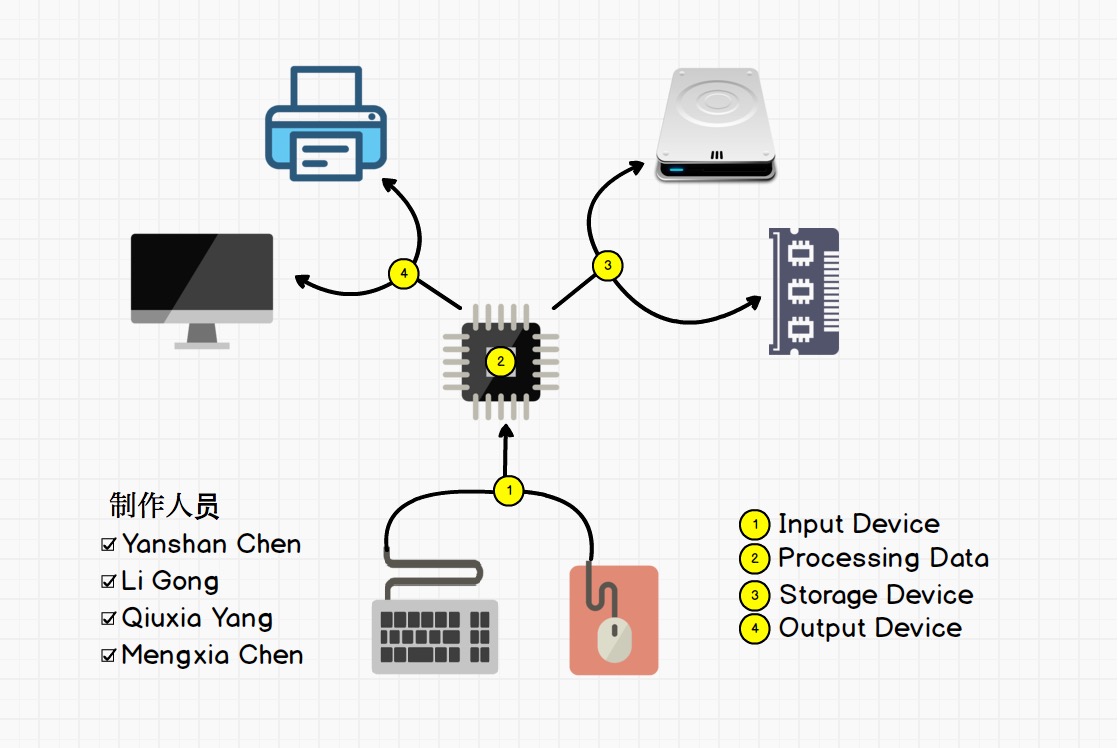 4
3
2
1
制作人员
Yanshan Chen
Li Gong
Qiuxia Yang
Mengxia Chen
1 Input Device
2 Processing Data
3 Storage Device
4 Output Device